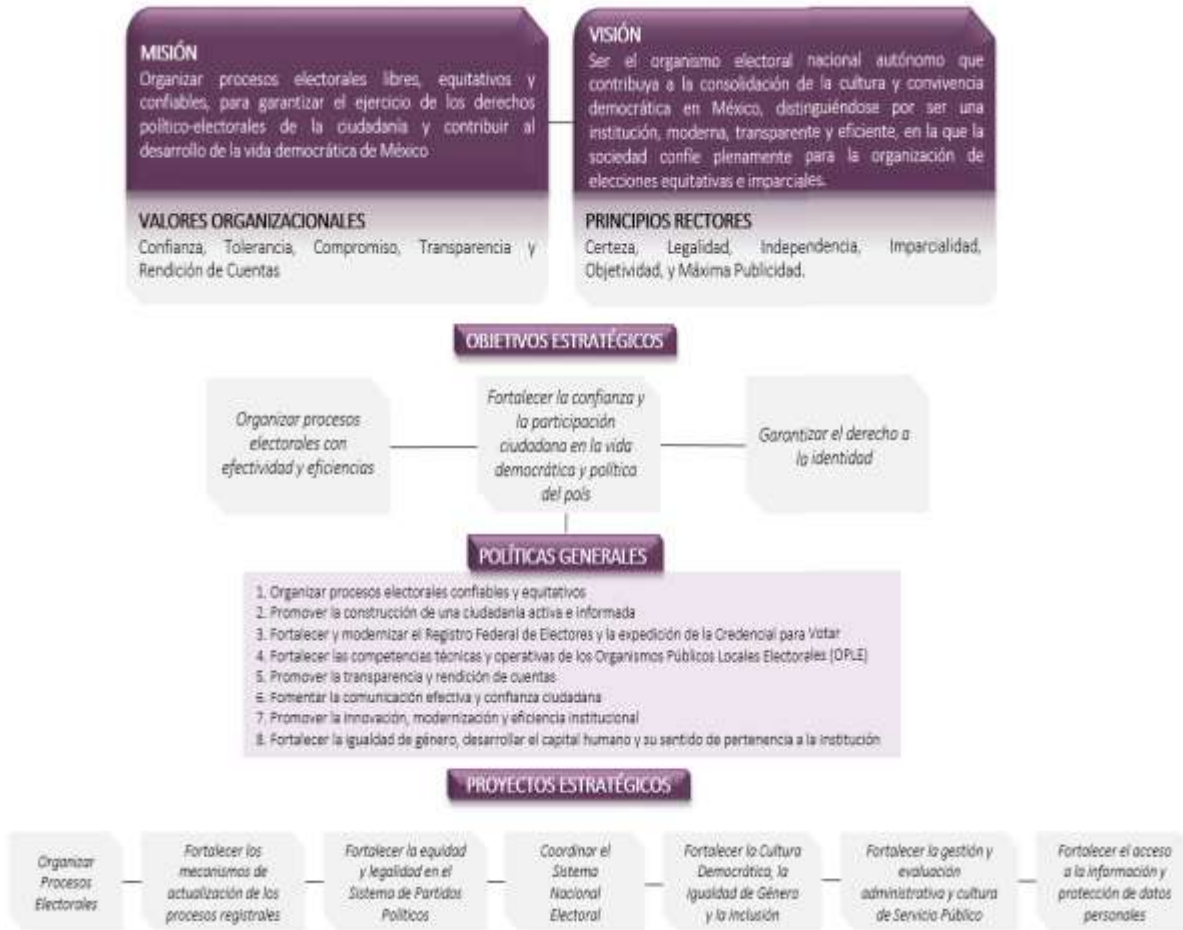 MISIÓN
Organizar procesos electorales libres, equitativos y
confiables, para garantizar el ejercicio de los derechos
político-electorales de la ciudadanía y contribuir al
desarrollo de la vida democrática de México
VALORES ORGANIZACIONALES
Confianza, Tolerancia, Compromiso, Transparencia y
Rendición de Cuentas
VISIÓN
Ser el organismo electoral nacional autónomo que
contribuya a la consolidación de la cultura y convivencia
democrática en México, distinguiéndose por ser una
institución, moderna, transparente y eficiente, en la que la
sociedad confíe plenamente para la organización de
elecciones equitativas e imparciales.
PRINCIPIOS RECTORES
Certeza, Legalidad, Independencia, Imparcialidad,
Objetividad, y Máxima Publicidad.
OBJETIVOS ESTRATÉGICOS
Organizar procesos
electorales con
efectividad y eficiencias
Fortalecer la confianza y
la participación
ciudadana en la vida
democrática y política
del país
Garantizar el derecho a
la identidad
POLÍTICAS GENERALES
1. Organizar procesos electorales confiables y equitativos
2. Promover la construcción de una ciudadanía activa e informada
3. Fortalecer y modernizar el Registro Federal de Electores y la expedición de la Credencial para Votar
4. Fortalecer las competencias técnicas y operativas de los Organismos Públicos Locales Electorales (OPLE)
5. Promover la transparencia y rendición de cuentas
6. Fomentar la comunicación efectiva y confianza ciudadana
7. Promover la innovación, modernización y eficiencia institucional
8. Fortalecer la igualdad de género, desarrollar el capital humano y su sentido de pertenencia a la institución
PROYECTOS ESTRATÉGICOS
Organizar
Procesos
Electorales
Fortalecer los
mecanismos de
actualización de los
procesos registrales
Fortalecer la equidad
y legalidad en el
Sistema de Partidos
Políticos
Coordinar el
Sistema
Nacional
Electoral
Fortalecer la Cultura
Democrática, la
Igualdad de Género
y la inclusión
Fortalecer la gestión y
evaluación
administrativa y cultura
de Servicio Público
Fortalecer el acceso
a la información y
protección de datos
personales